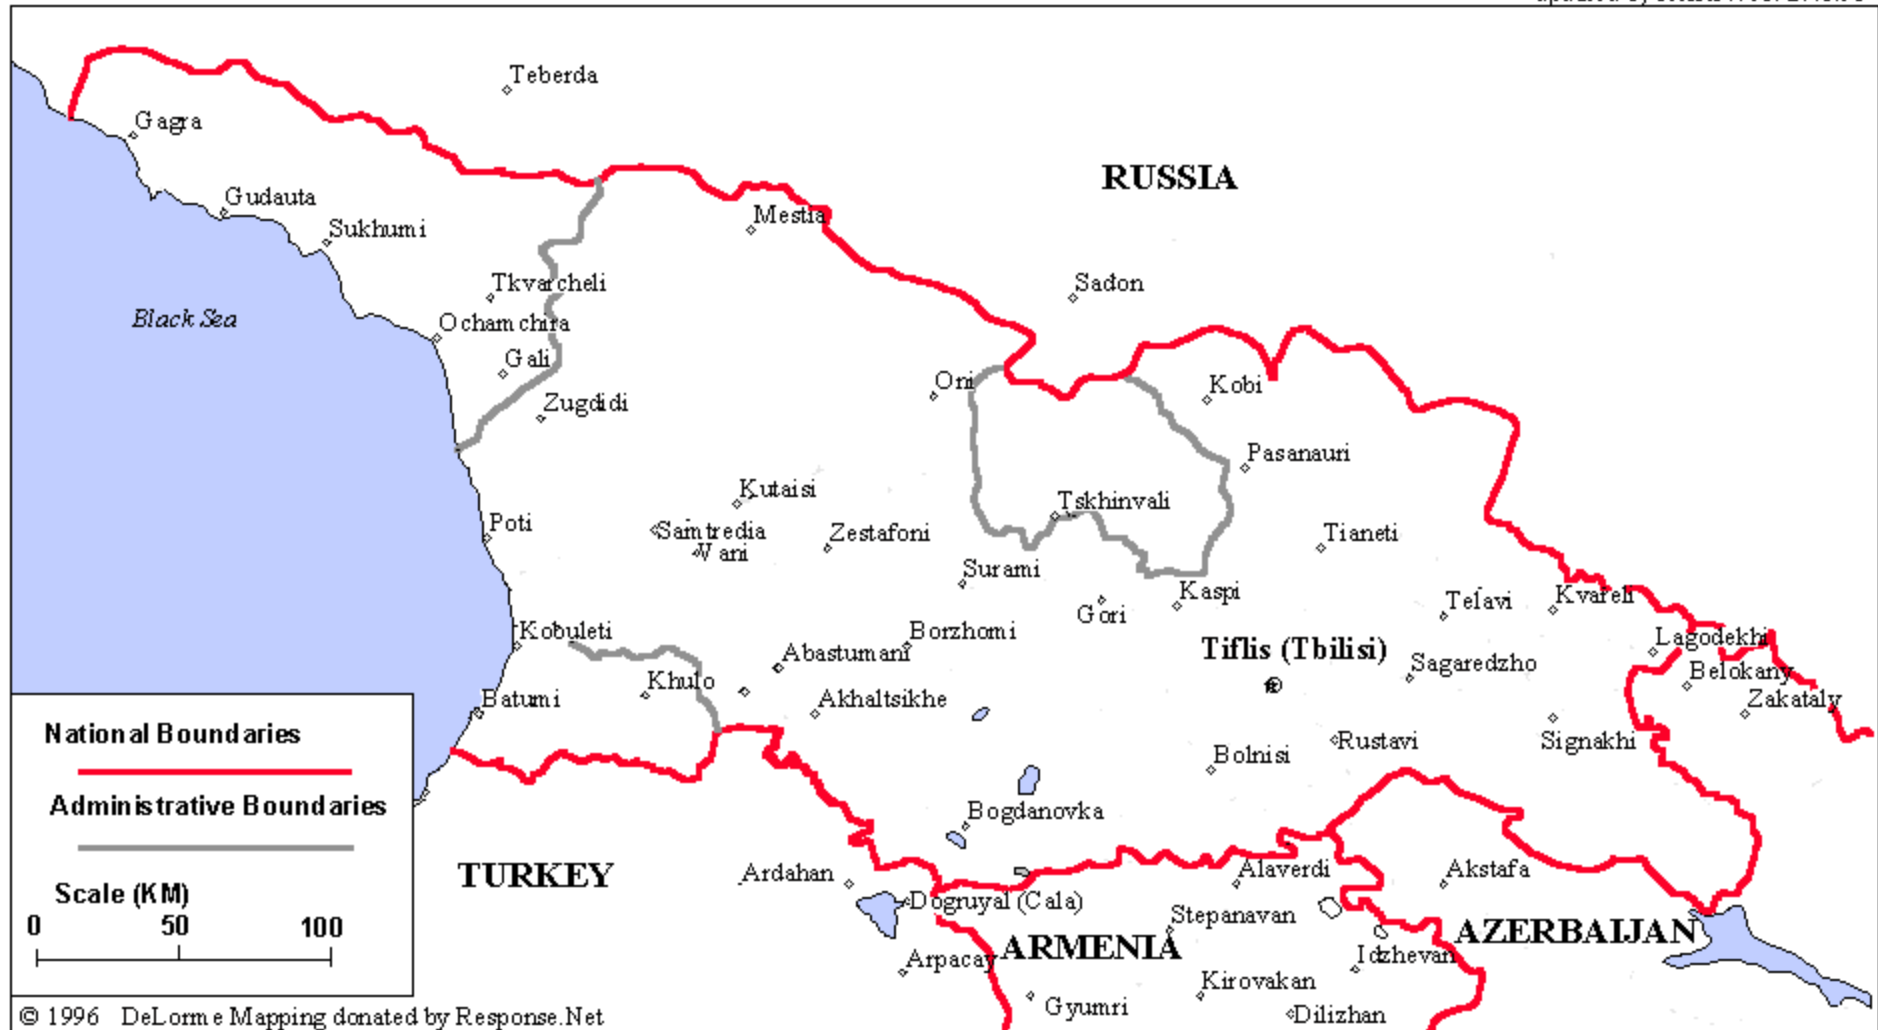 Teberda
Gagra
RUSSIA
Gudauta
Mestia
Sukhumi
Tkvarcheli
Sadon
Black Sea
Ochamchira
Gali
Oni
Kobi
Zugdidi
Pasanauri
Kutaisi
Tskhinvali
Poti
Samtredia
Zestafoni
Tianeti
Vani
Surami
Kaspi
Telavi
Kvareli
Gori
Kobuleti
Borzhomi
Lagodekhi
Abastumani
Tiflis (Tbilisi)
Sagaredzho
Belokany
Khulo
Batumi
Akhaltsikhe
Zakataly
National Boundaries
Rustavi
Signakhi
Bolnisi
Administrative Boundaries
Bogdanovka
TURKEY
Ardahan
Alaverdi
Akstafa
Scale (KM)
Dogruyal (Cala)
Stepanavan
0 50 100
ARMENIA
AZERBAIJAN
Arpacay
Idzhevan
Kirovakan
Gyumri
Dilizhan
© 1996 DeLorme Mapping donated by Response.Net